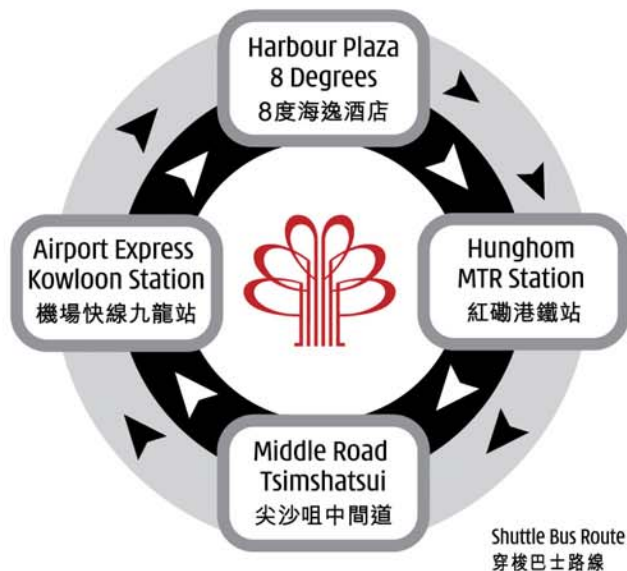 Harbour Plaza
8 Degrees
8度海逸酒店
Airport Express
Kowloon Station
機場快線九龍站
Hunghom
MTR Station
紅磡港鐵站
Middle Road
Tsimshatsui
尖沙咀中間道
Shuttle Bus Route
穿梭巴士路線